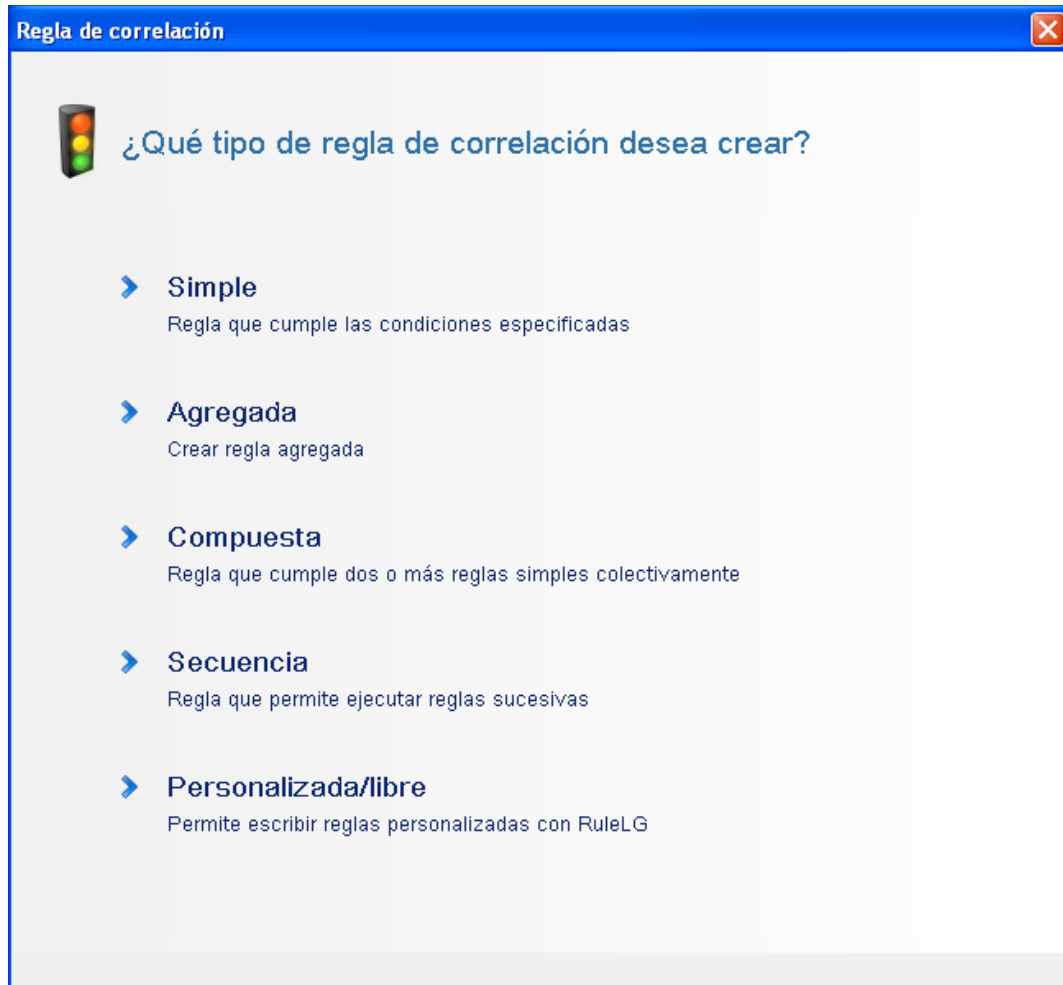 Regla de correlación
¿Qué tipo de regla de correlación desea crear?
Simple
Regla que cumple las condiciones especificadas
Agregada
Crear regla agregada
Compuesta
Regla que cumple dos o más reglas simples colectivamente
Secuencia
Regla que permite ejecutar reglas sucesivas
Personalizada/libre
Permite escribir reglas personalizadas con RuleLG